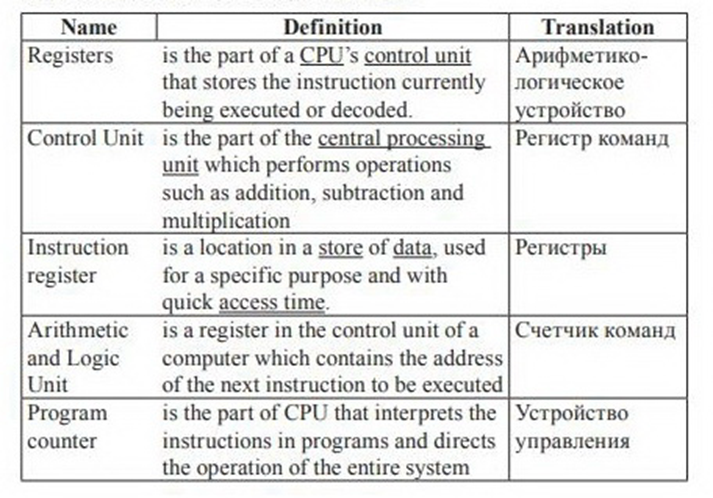 Name Definition Translation
Registers is the part of a CPU's control unit Арифметико-
that stores the instruction currently логическое
being executed or decoded. устройство
Control Unit is the part of the central processing Регистр команд
unit which performs operations
such as addition, subtraction and
multiplication
Instruction is a location in a store of data, used Регистры
register for a specific purpose and with
quick access time.
Arithmetic is a register in the control unit of a Счетчик команд
and Logic computer which contains the address
Unit of the next instruction to be executed
Program is the part of CPU that interprets the Устройство
counter instructions in programs and directs управления
the operation of the entire system